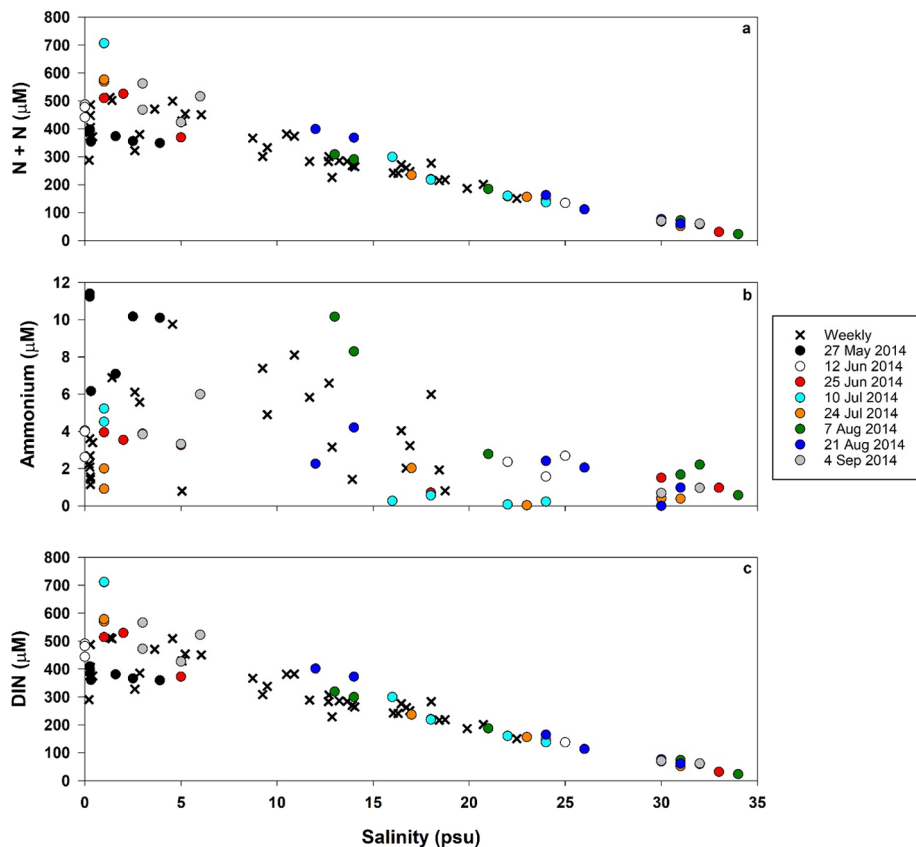 a
800
700
600
500
400
300
200
100
0
N + N (μM)
b
12
10
8
6
4
2
0
Ammonium (μM)
Weekly
27 May 2014
12 Jun 2014
25 Jun 2014
10 Jul 2014
24 Jul 2014
7 Aug 2014
21 Aug 2014
4 Sep 2014
c
800
700
600
500
400
300
200
100
0
DIN (μM)
0 5 10 15 20 25 30 35
Salinity (psu)